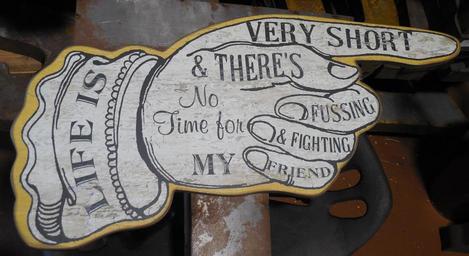 LIFE IS
VERY SHORT
& THERE'S
No
Time for
FUSSING
& FIGHTING
MY
FRIEND